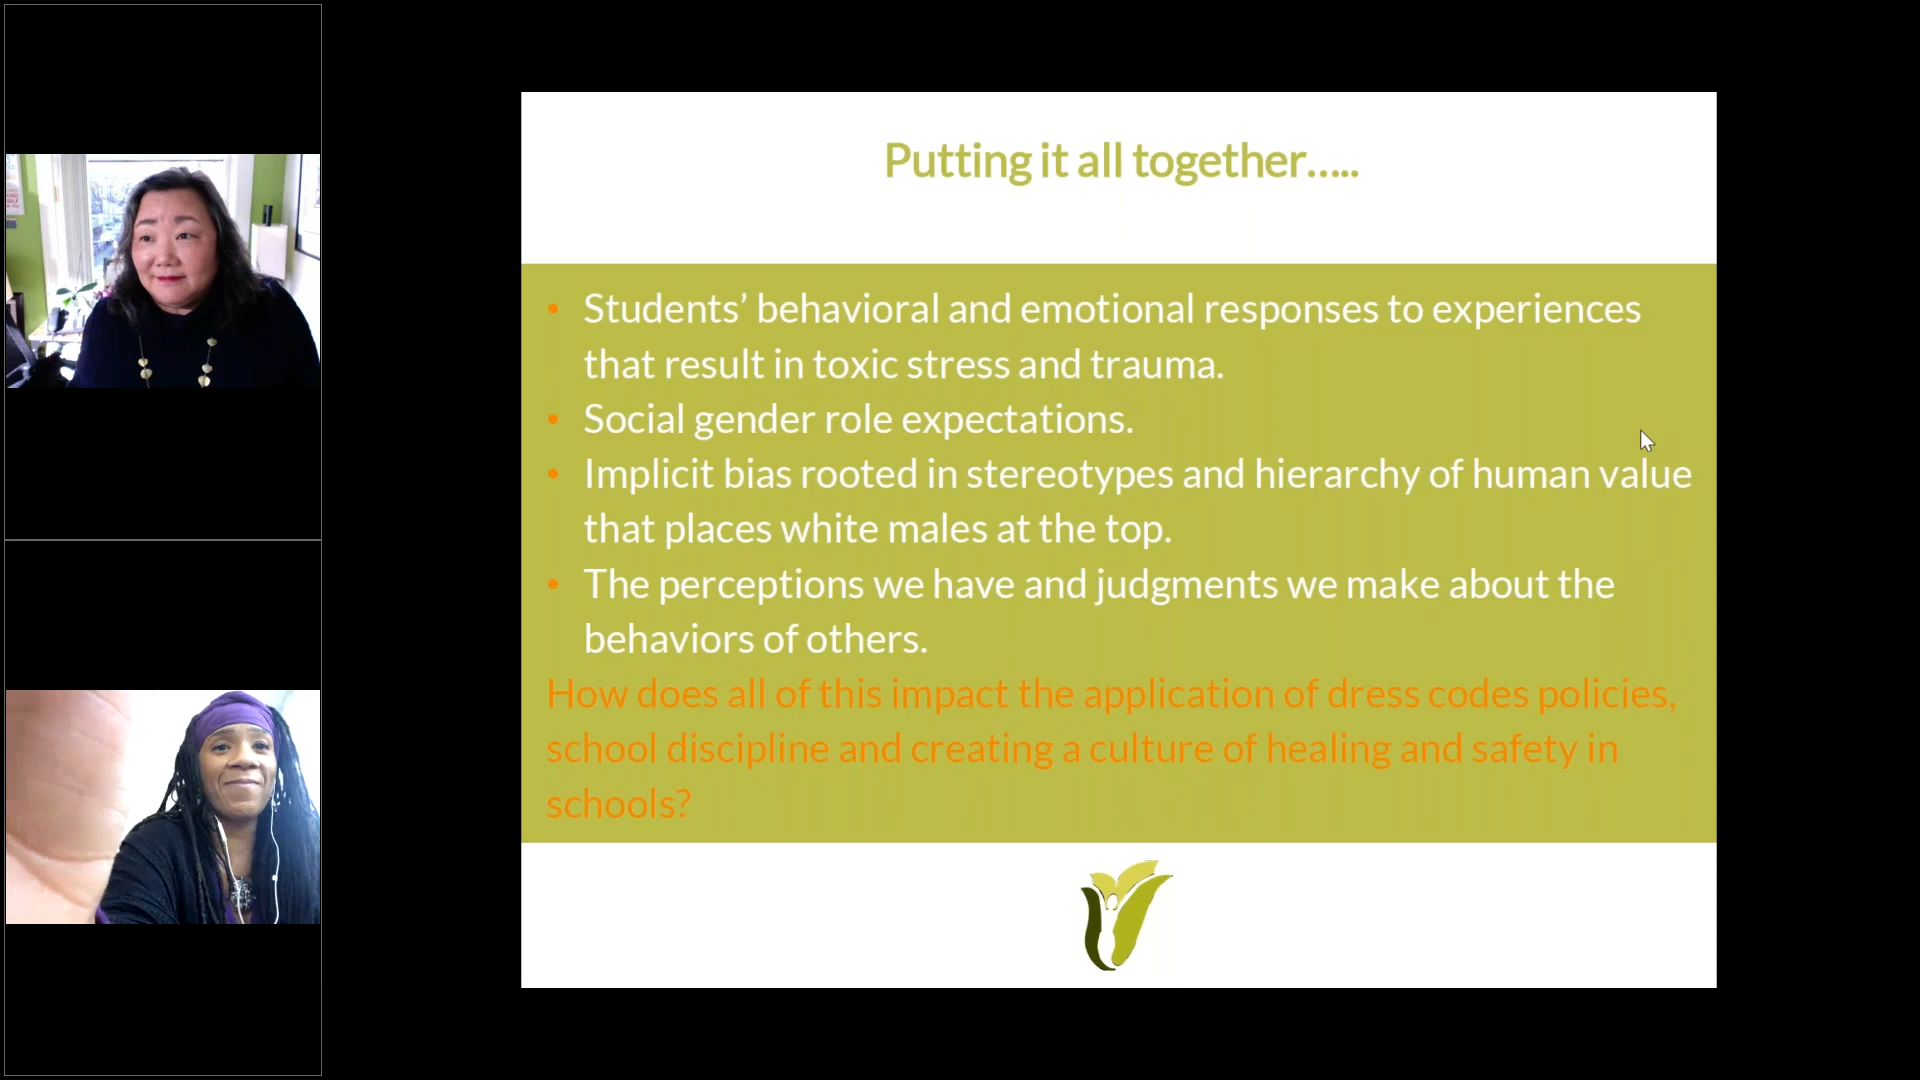 Putting it all together…..
• Students’ behavioral and emotional responses to experiences
that result in toxic stress and trauma.
• Social gender role expectations.
• Implicit bias rooted in stereotypes and hierarchy of human value
that places white males at the top.
• The perceptions we have and judgments we make about the
behaviors of others.
How does all of this impact the application of dress codes policies,
school discipline and creating a culture of healing and safety in
schools?